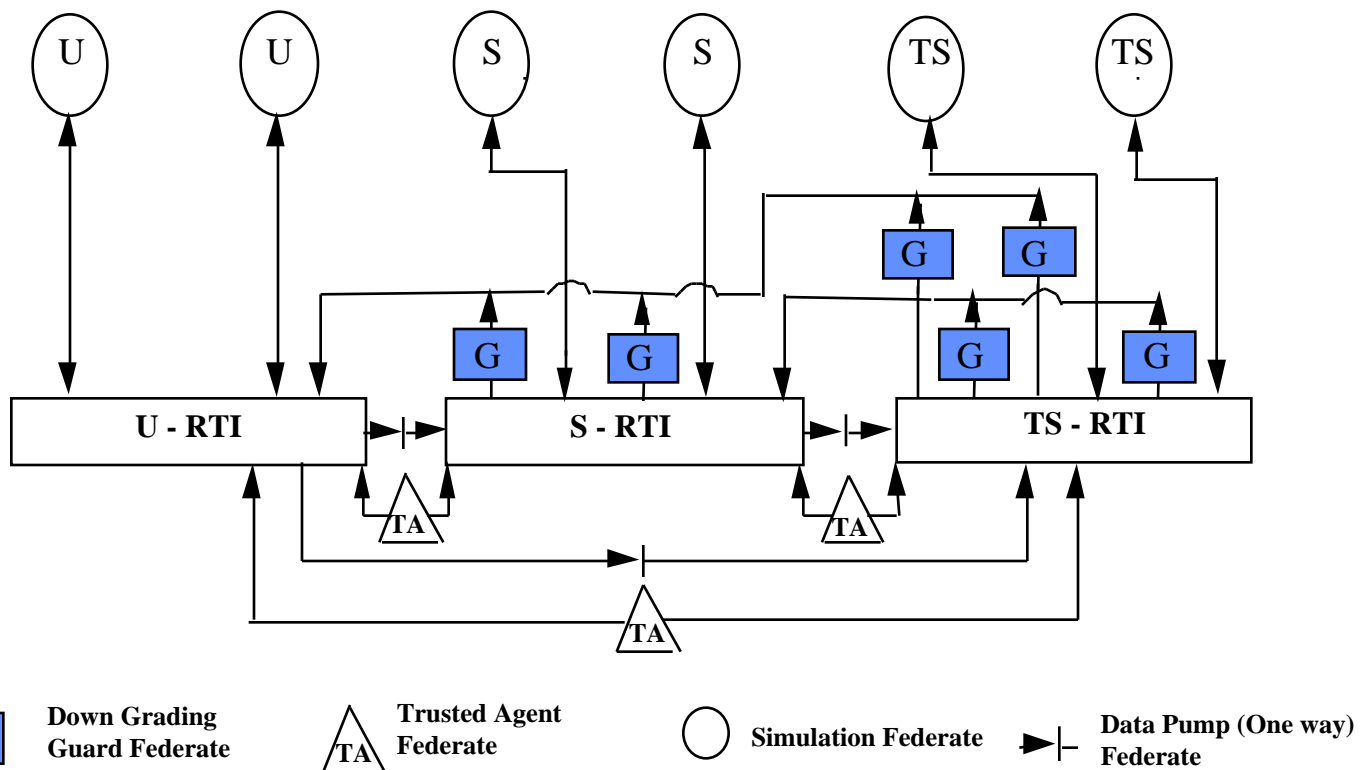 U U S S TS TS
G G
G G G G
U - RTI S - RTI TS - RTI
TA TA
TA
Down Grading
Guard Federate
TA
Trusted Agent
Federate
Simulation Federate
Data Pump (One way)
Federate